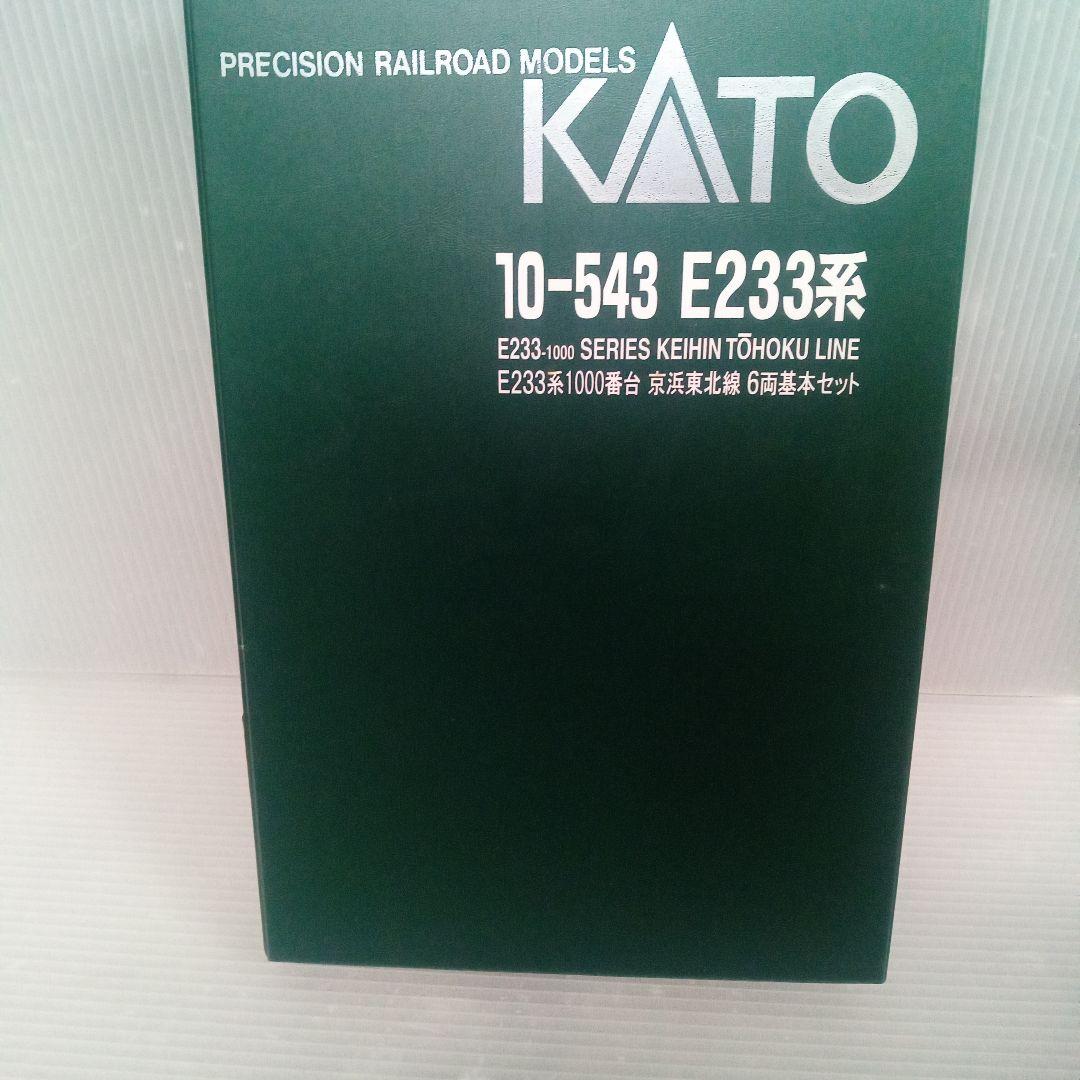 PRECISION RAILROAD MODELS
KATO
10-543 E233系
E233-1000 SERIES KEIHIN TŌHOKU LINE
E233系1000番台 京浜東北線 6両基本セット